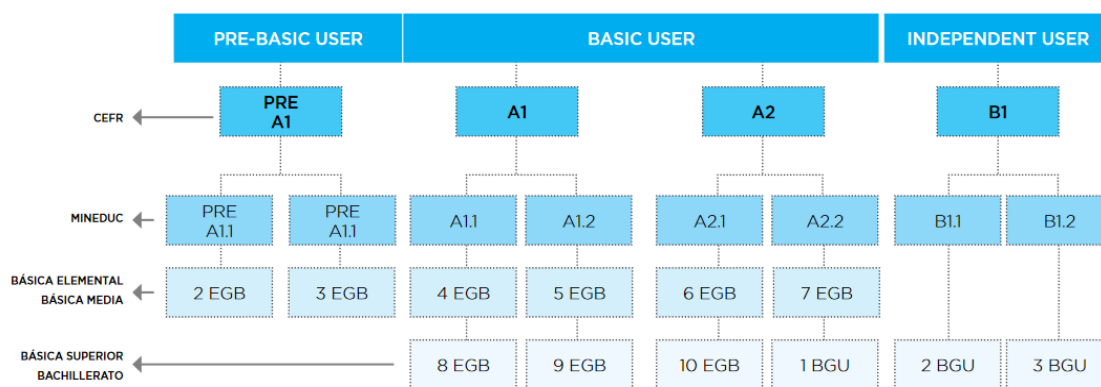 PRE-BASIC USER BASIC USER INDEPENDENT USER
CEFR
PRE
A1
A1
A2
B1
MINEDUC
PRE
A1.1
PRE
A1.1
A1.1
A1.2
A2.1
A2.2
B1.1
B1.2
BÁSICA ELEMENTAL
BÁSICA MEDIA
2 EGB
3 EGB
4 EGB
5 EGB
6 EGB
7 EGB
BÁSICA SUPERIOR
BACHILLERATO
8 EGB
9 EGB
10 EGB
1 BGU
2 BGU
3 BGU